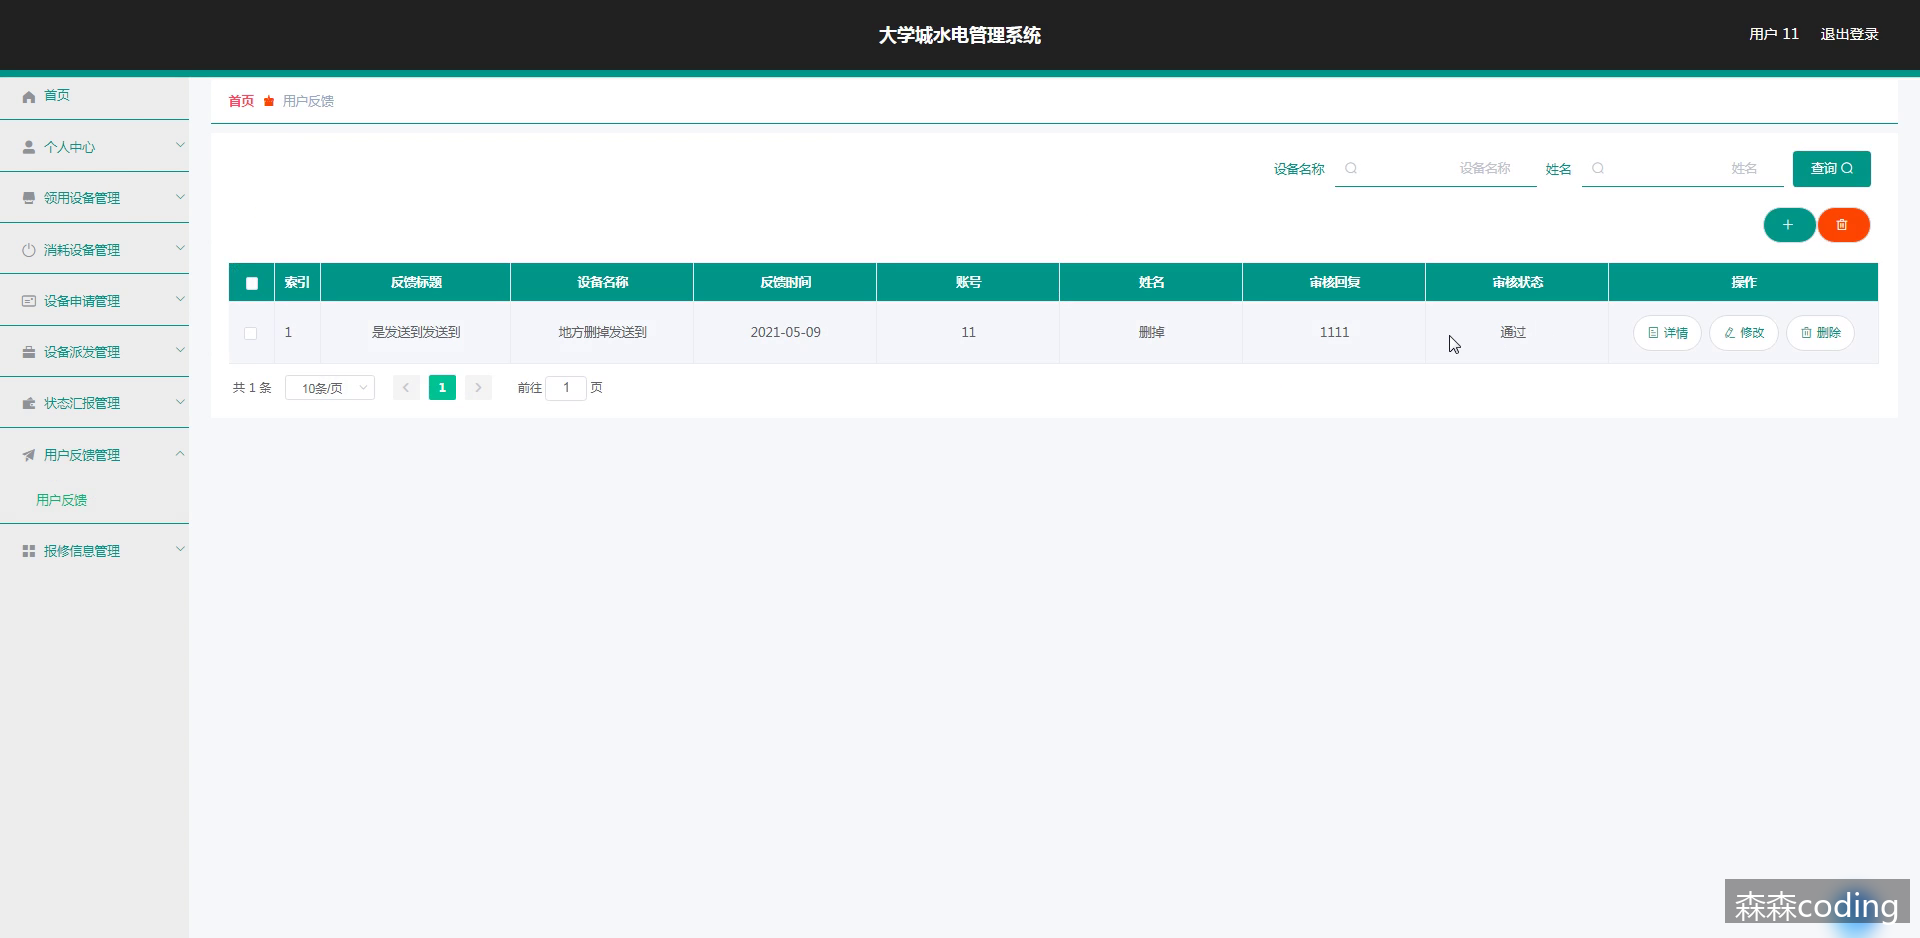 大学城水电管理系统
用户 11 退出登录
首页
个人中心
领用设备管理
消耗设备管理
设备申请管理
设备派发管理
状态汇报管理
用户反馈管理
用户反馈
报修信息管理
首页 用户反馈
设备名称 设备名称 姓名 姓名 查询
索引 反馈标题 设备名称 反馈时间 账号 姓名 审核回复 审核状态 操作
1 是发送到发送到 地方删掉发送到 2021-05-09 11 删掉 1111 通过 详情 修改 删除
共 1 条 10条/页 1 前往 1 页
森森coding